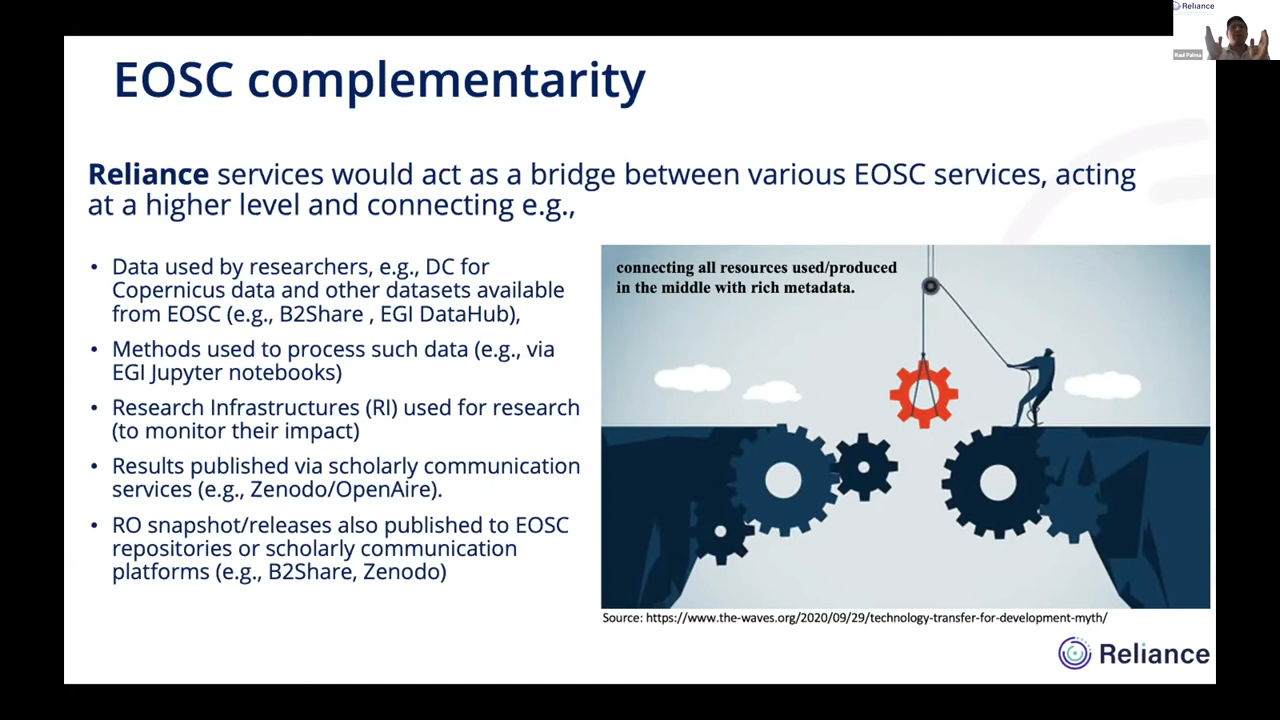 Reliance
Raul Palma
EOSC complementarity
Reliance services would act as a bridge between various EOSC services, acting
at a higher level and connecting e.g.,
• Data used by researchers, e.g., DC for
Copernicus data and other datasets available
from EOSC (e.g., B2Share , EGI DataHub),
• Methods used to process such data (e.g., via
EGI Jupyter notebooks)
• Research Infrastructures (RI) used for research
(to monitor their impact)
• Results published via scholarly communication
services (e.g., Zenodo/OpenAire).
• RO snapshot/releases also published to EOSC
repositories or scholarly communication
platforms (e.g., B2Share, Zenodo)
connecting all resources used/produced
in the middle with rich metadata.
Source: https://www.the-waves.org/2020/09/29/technology-transfer-for-development-myth/
Reliance